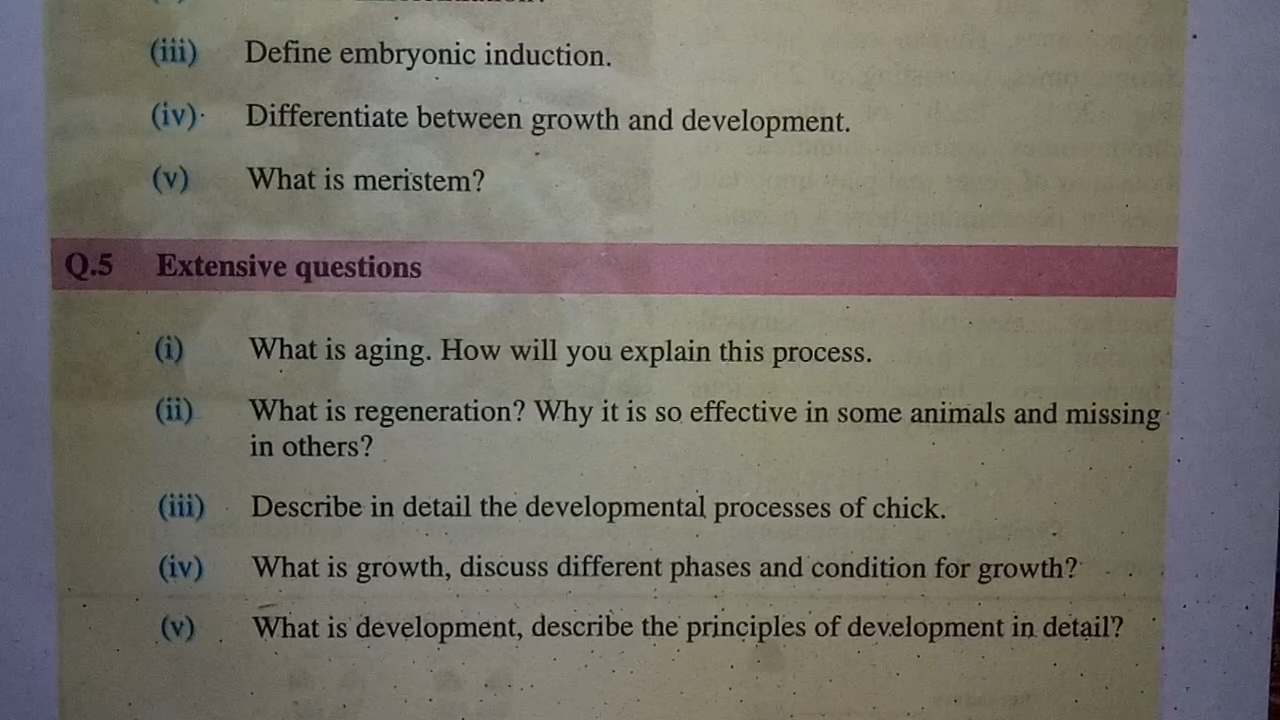 (iii) Define embryonic induction.
(iv) Differentiate between growth and development.
(v) What is meristem?
Q.5 Extensive questions
(i) What is aging. How will you explain this process.
(ii) What is regeneration? Why it is so effective in some animals and missing
in others?
(iii) Describe in detail the developmental processes of chick.
(iv) What is growth, discuss different phases and condition for growth?
(v) What is development, describe the principles of development in detail?